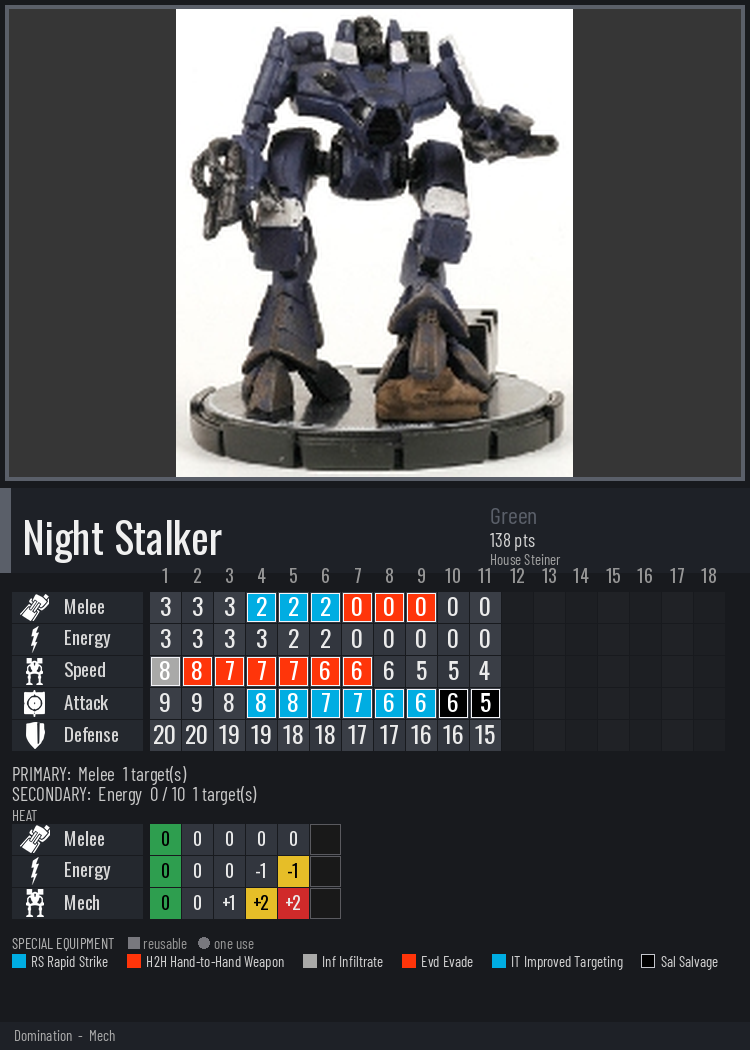 Night Stalker
Green
138 pts
House Steiner
1 2 3 4 5 6 7 8 9 10 11 12 13 14 15 16 17 18
Melee 3 3 3 2 2 2 0 0 0 0 0
Energy 3 3 3 3 2 2 0 0 0 0 0
Speed 8 8 7 7 7 6 6 6 5 5 4
Attack 9 9 8 8 8 7 7 6 6 6 5
Defense 20 20 19 19 18 18 17 17 16 16 15
PRIMARY: Melee 1 target(s)
SECONDARY: Energy 0 / 10 1 target(s)
HEAT
Melee 0 0 0 0 0
Energy 0 0 0 -1 -1
Mech 0 0 +1 +2 +2
SPECIAL EQUIPMENT reusable one use
RS Rapid Strike H2H Hand-to-Hand Weapon Inf Infiltrate Evd Evade IT Improved Targeting Sal Salvage
Domination - Mech